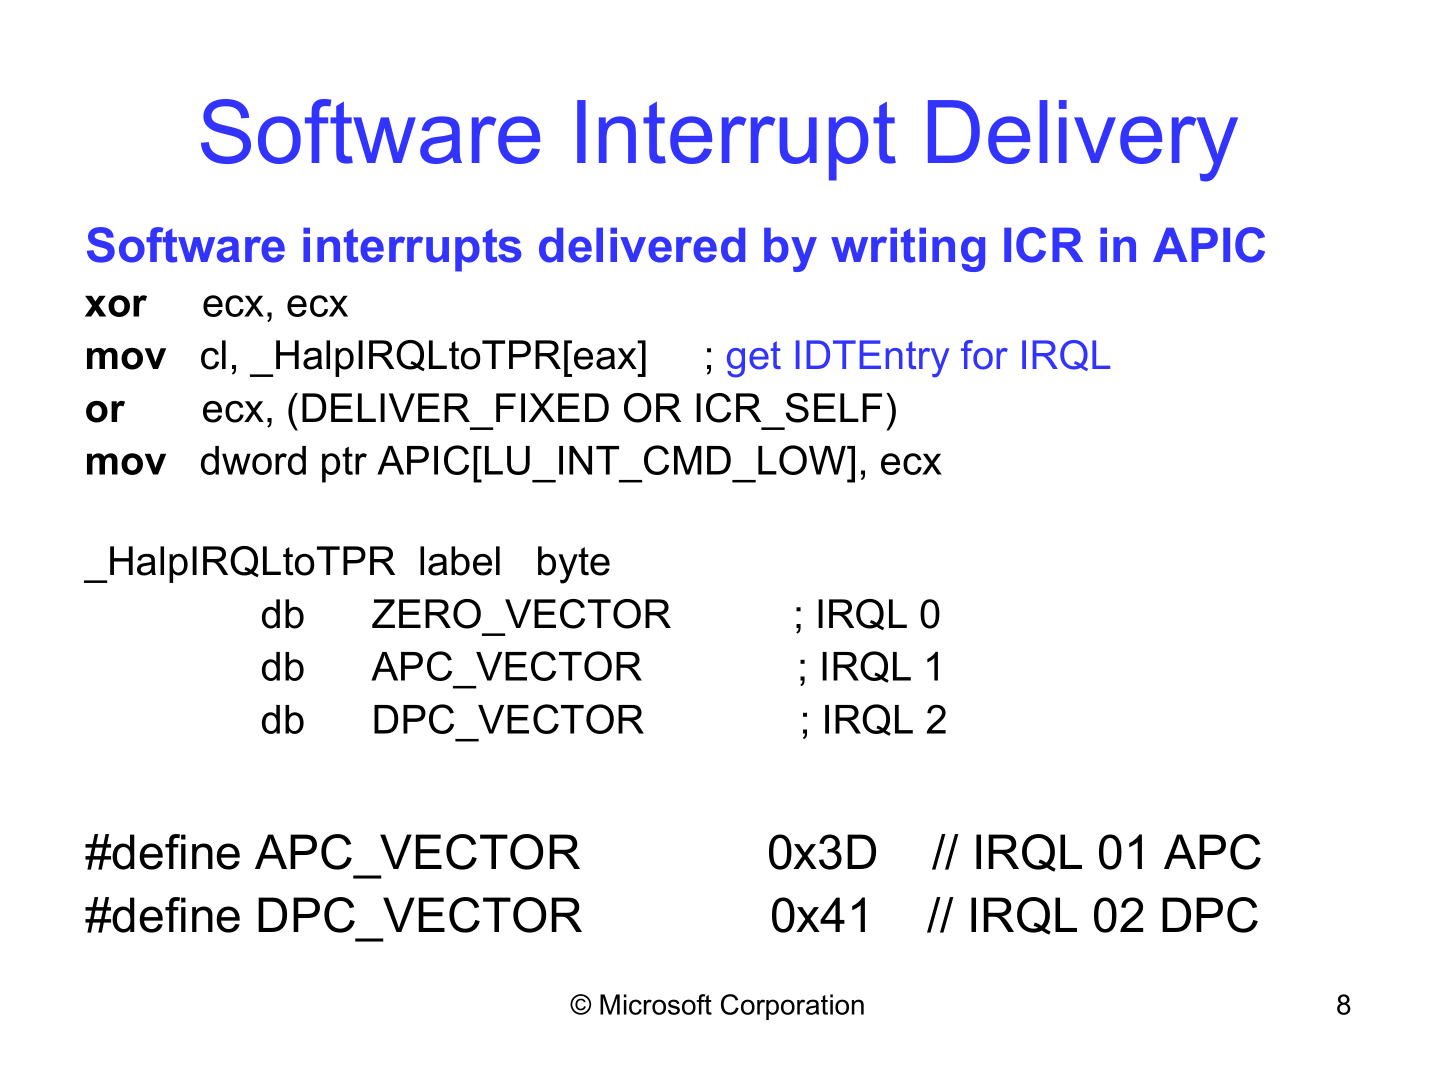 Software Interrupt Delivery
Software interrupts delivered by writing ICR in APIC
xor ecx, ecx
mov cl, _HalpIRQLtoTPR[eax] ; get IDTEntry for IRQL
or ecx, (DELIVER_FIXED OR ICR_SELF)
mov dword ptr APIC[LU_INT_CMD_LOW], ecx
_HalpIRQLtoTPR label byte
db ZERO_VECTOR ; IRQL 0
db APC_VECTOR ; IRQL 1
db DPC_VECTOR ; IRQL 2
#define APC_VECTOR 0x3D // IRQL 01 APC
#define DPC_VECTOR 0x41 // IRQL 02 DPC
© Microsoft Corporation 8